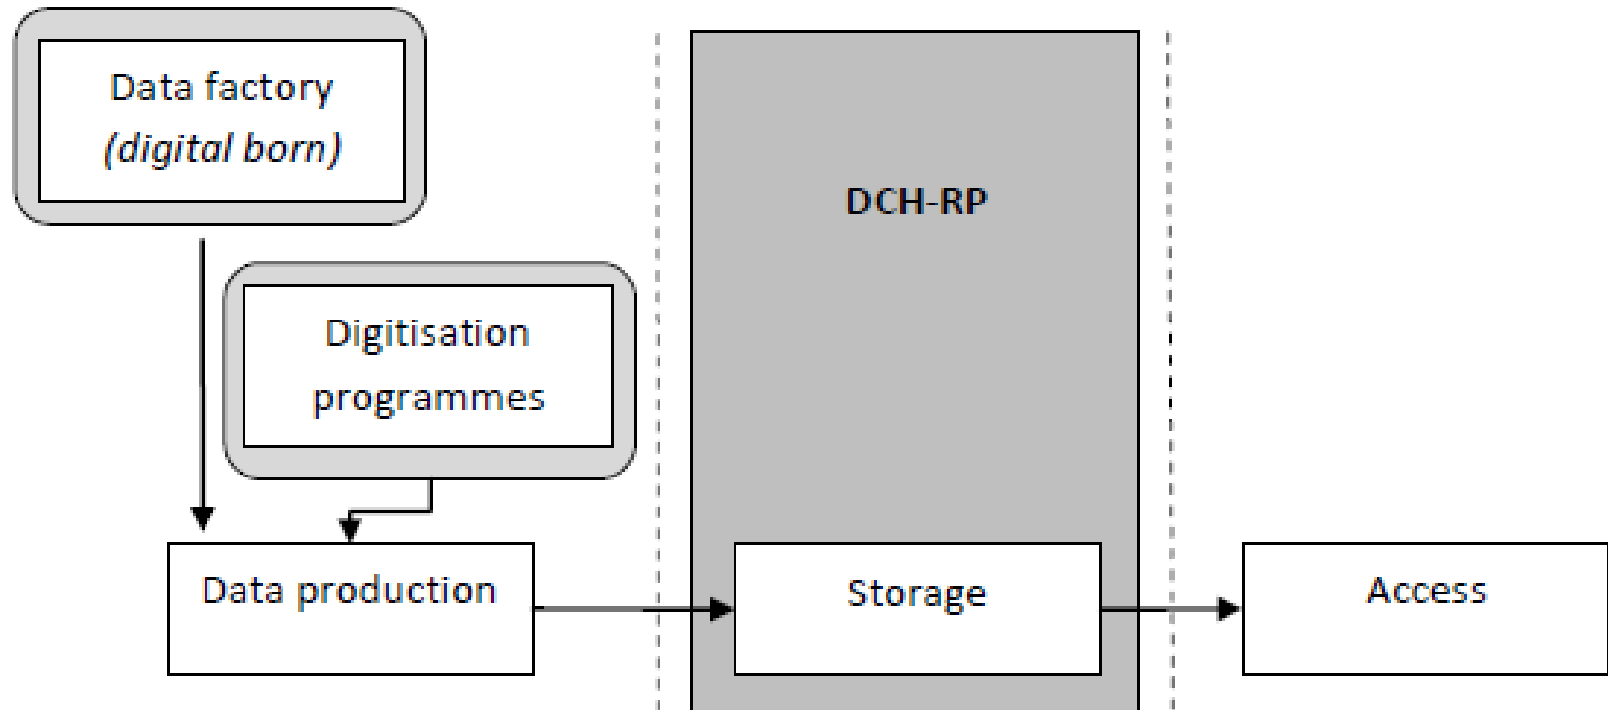 Data factory
(digital born)
DCH-RP
Digitisation
programmes
Data production
Storage
Access